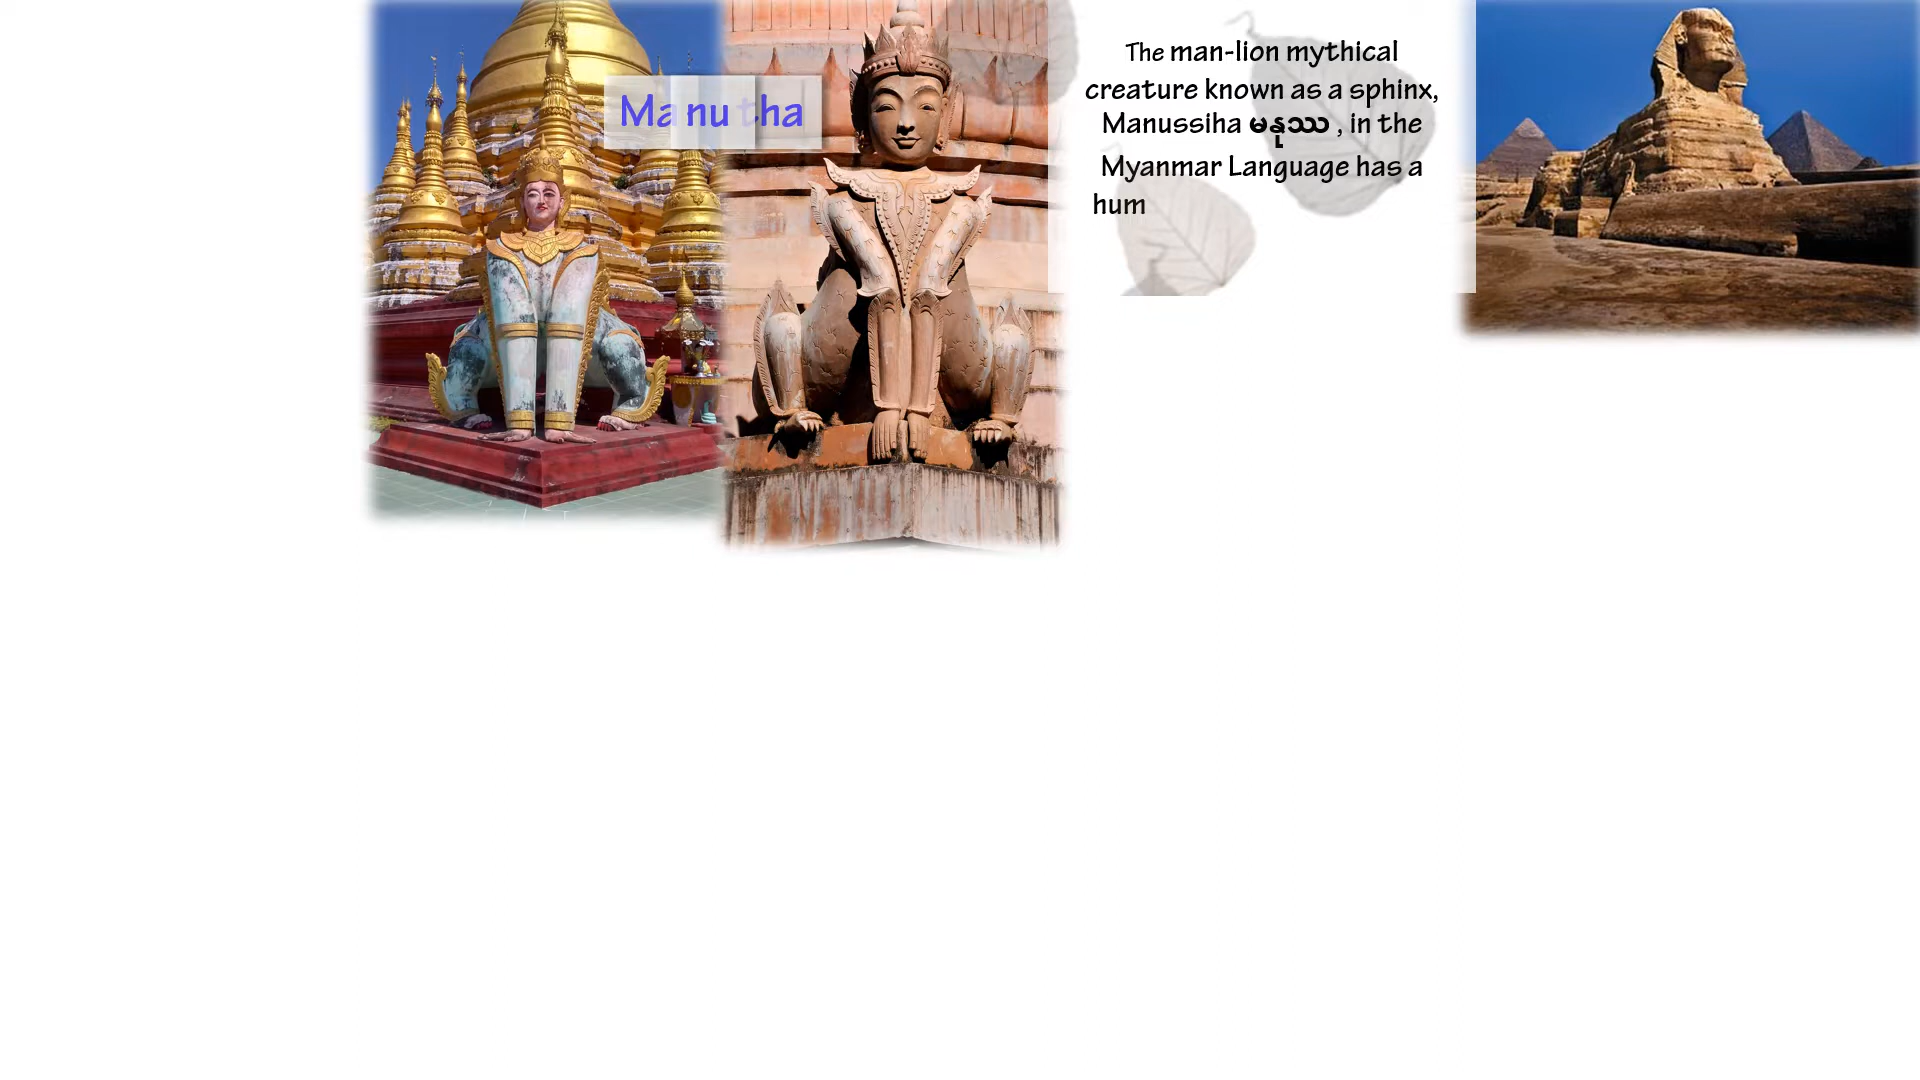 Manutha
The man-lion mythical
creature known as a sphinx,
Manussiha မနုဿ , in the
Myanmar Language has a
hum